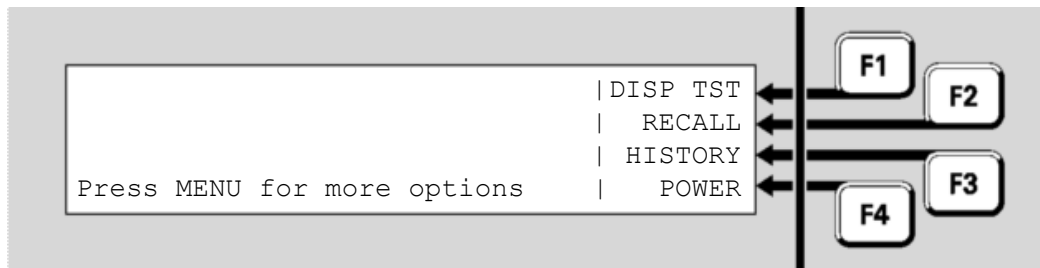 |DISP TST
| RECALL
| HISTORY
Press MENU for more options | POWER
F1
F2
F3
F4